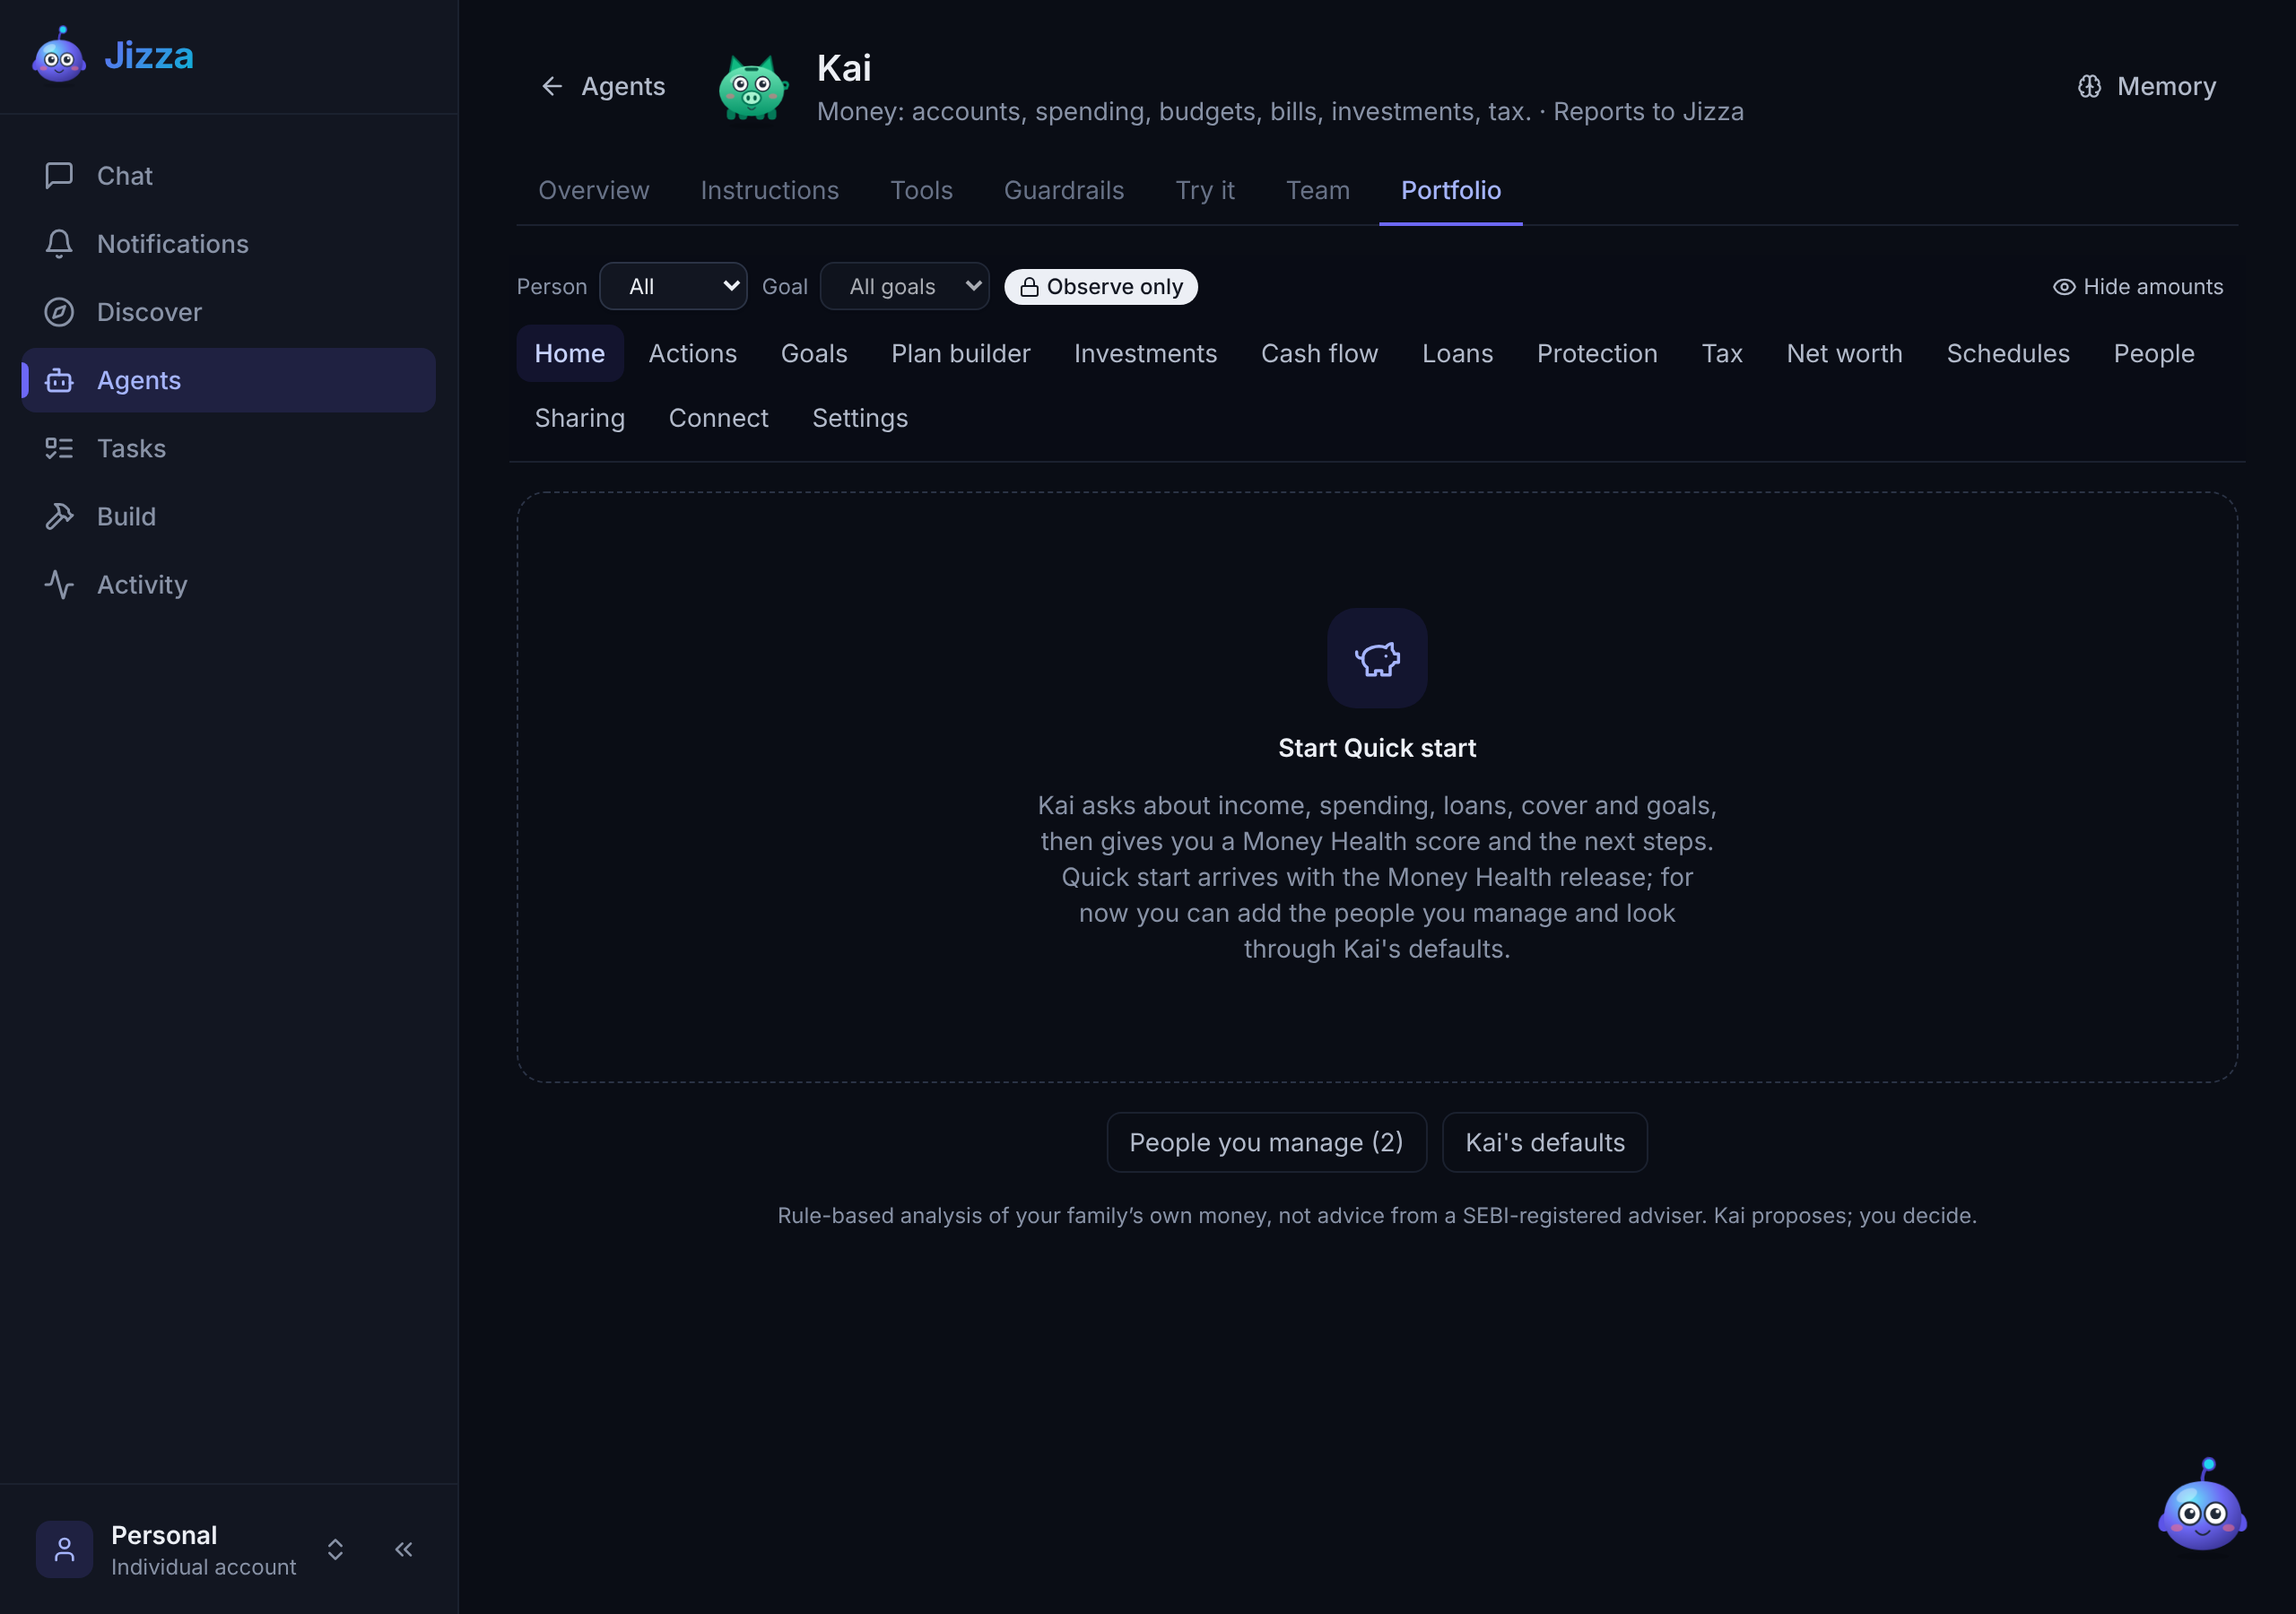 Jizza
Chat
Notifications
Discover
Agents
Tasks
Build
Activity
Personal
Individual account
Agents
Kai
Money: accounts, spending, budgets, bills, investments, tax. · Reports to Jizza
Memory
Overview Instructions Tools Guardrails Try it Team Portfolio
Person All Goal All goals Observe only Hide amounts
Home Actions Goals Plan builder Investments Cash flow Loans Protection Tax Net worth Schedules People
Sharing Connect Settings
Start Quick start
Kai asks about income, spending, loans, cover and goals,
then gives you a Money Health score and the next steps.
Quick start arrives with the Money Health release; for
now you can add the people you manage and look
through Kai's defaults.
People you manage (2) Kai's defaults
Rule-based analysis of your family’s own money, not advice from a SEBI-registered adviser. Kai proposes; you decide.